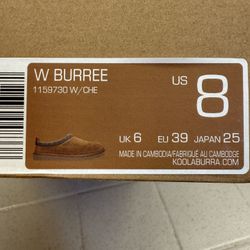 W BURREE
1159730 W/CHE
US 8
UK 6 EU 39 JAPAN 25
MADE IN CAMBODIA/FABRIQUÉ AU CAMBODGE
KOOLABURRA.COM